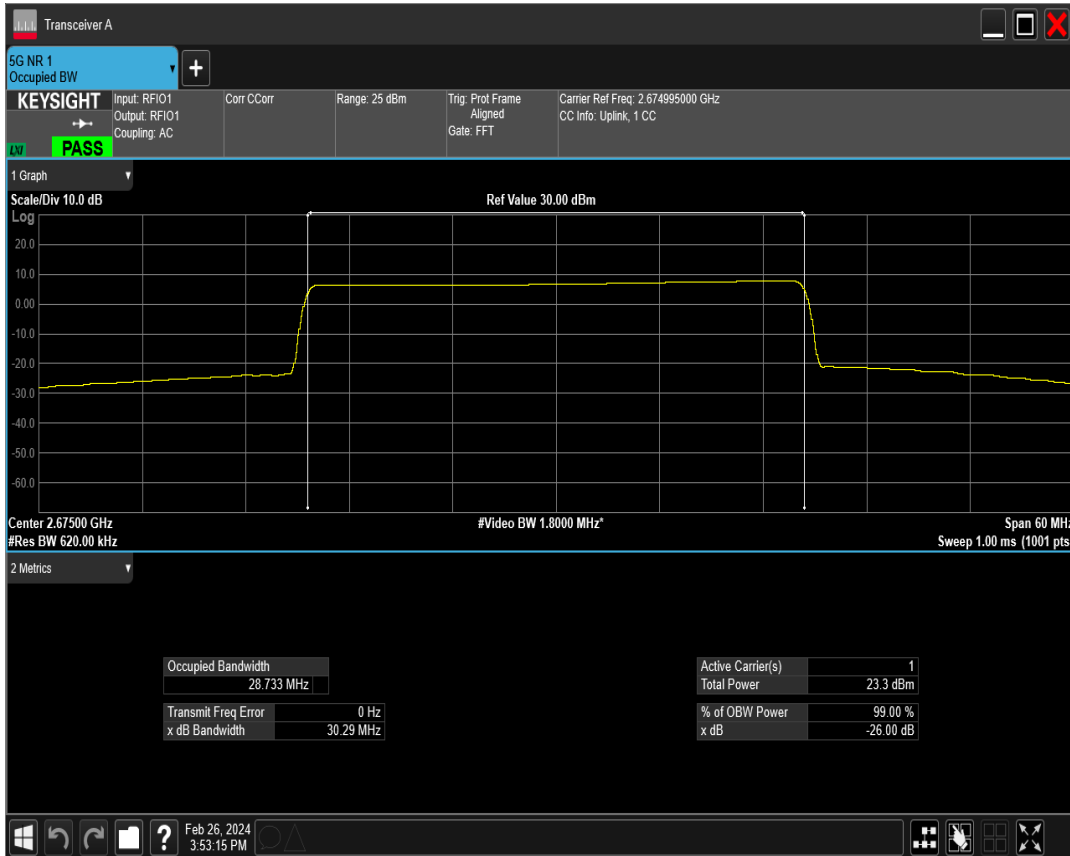 Transceiver A
5G NR 1
Occupied BW
KEYSIGHT
LXI
PASS
Input: RFIO1
Output: RFIO1
Coupling: AC
Corr CCorr
Range: 25 dBm
Trig: Prot Frame
Aligned
Gate: FFT
Carrier Ref Freq: 2.674995000 GHz
CC Info: Uplink, 1 CC
1 Graph
Scale/Div 10.0 dB
Ref Value 30.00 dBm
Log
20.0
10.0
0.00
-10.0
-20.0
-30.0
-40.0
-50.0
-60.0
Center 2.67500 GHz
#Video BW 1.8000 MHz*
Span 60 MHz
#Res BW 620.00 kHz
Sweep 1.00 ms (1001 pts
2 Metrics
Occupied Bandwidth
28.733 MHz
Transmit Freq Error 0 Hz
x dB Bandwidth 30.29 MHz
Active Carrier(s) 1
Total Power 23.3 dBm
% of OBW Power 99.00 %
x dB -26.00 dB
?
Feb 26, 2024
3:53:15 PM